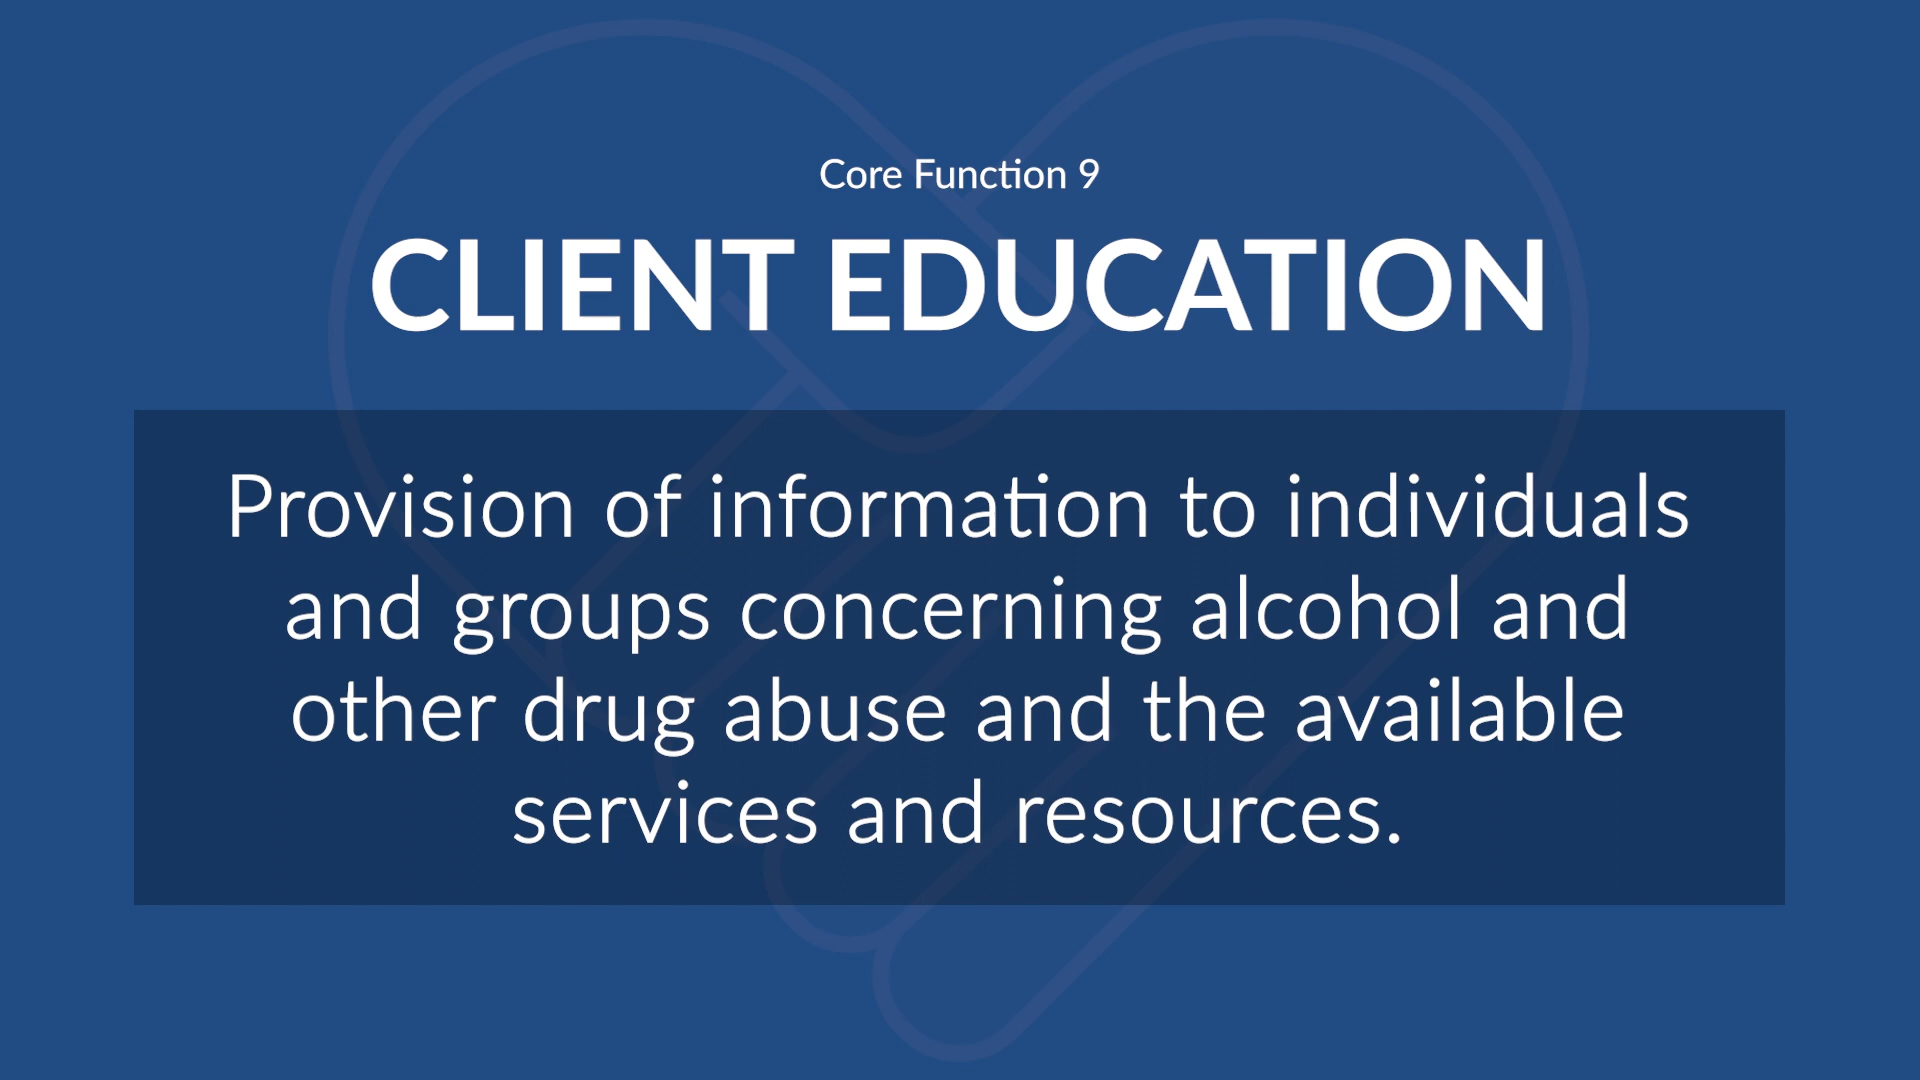 Core Function 9
CLIENT EDUCATION
Provision of information to individuals
and groups concerning alcohol and
other drug abuse and the available
services and resources.